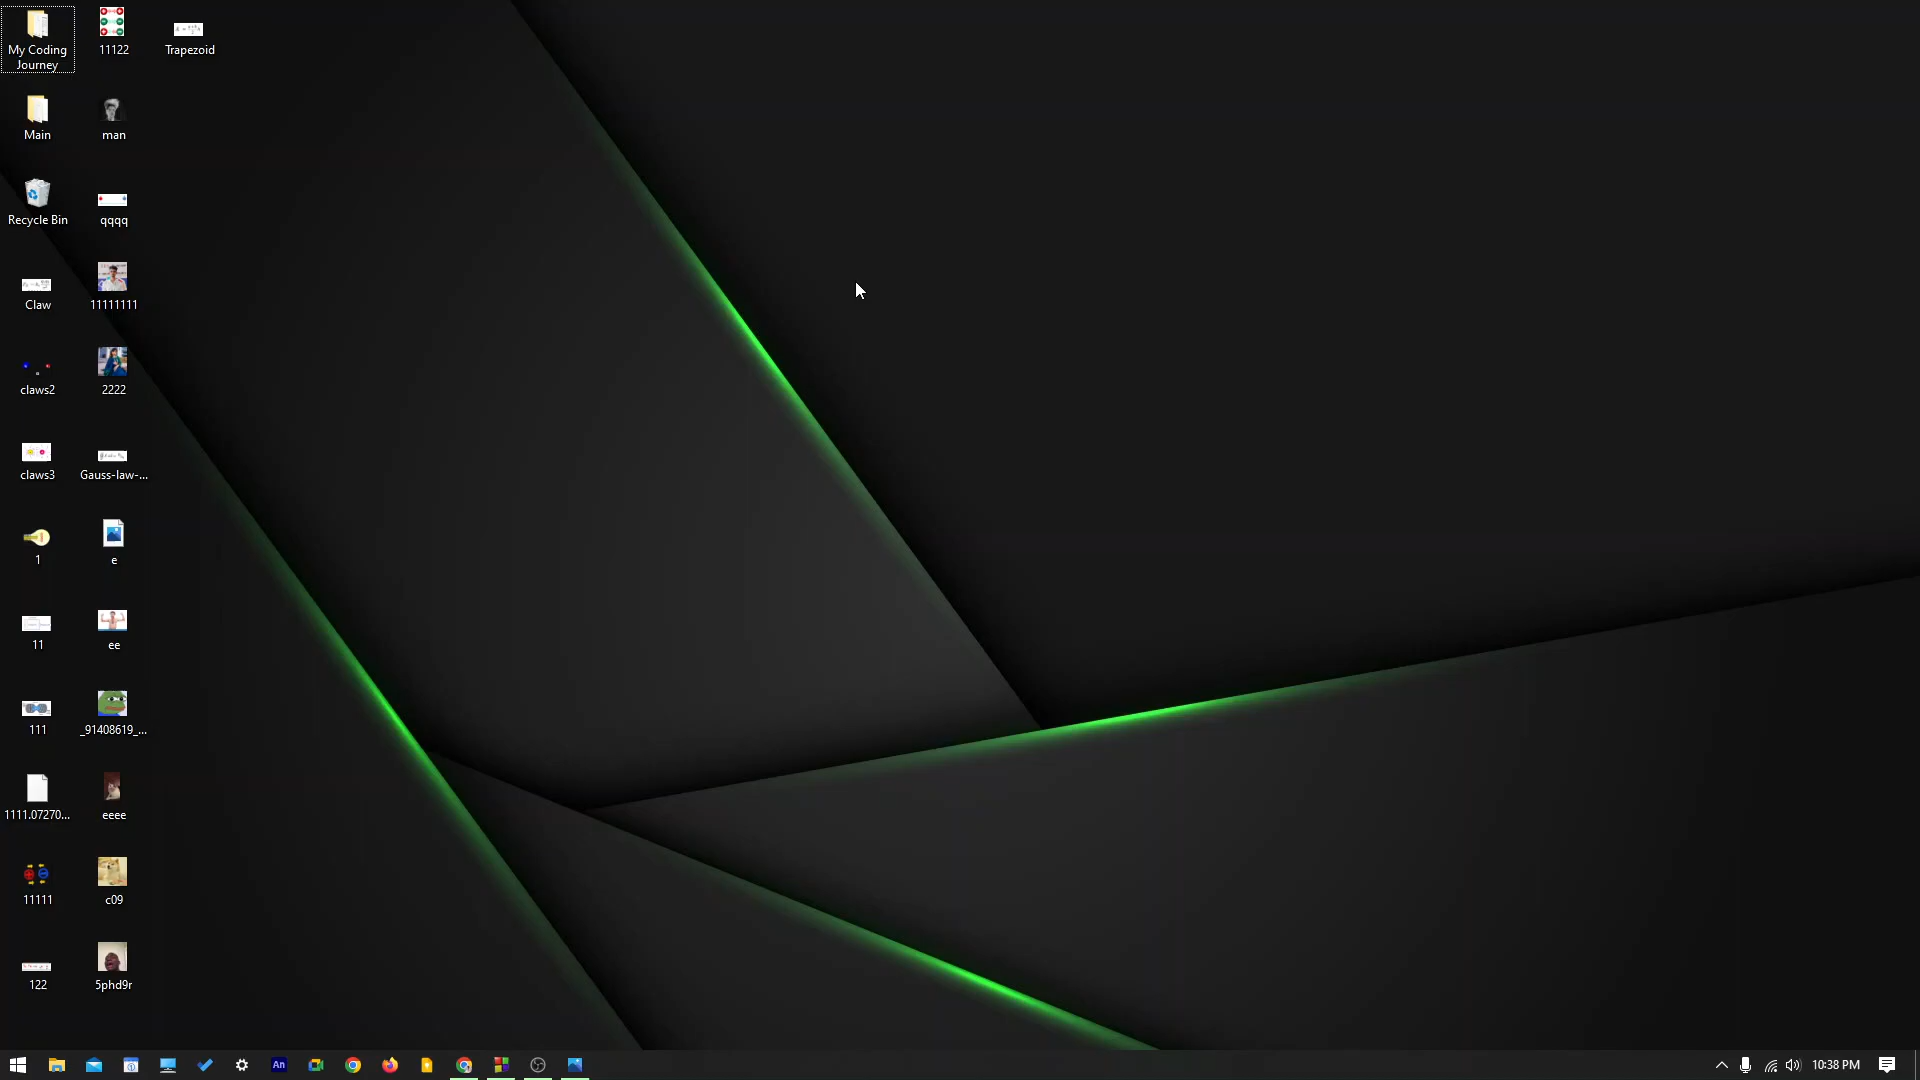 My Coding
Journey
Main
Recycle Bin
Claw
claws2
claws3
1
11
111
1111.07270...
11111
122
11122
man
qqqq
11111111
2222
Gauss-law-...
e
ee
_91408619_...
eeee
c09
5phd9r
Trapezoid
An
10:38 PM